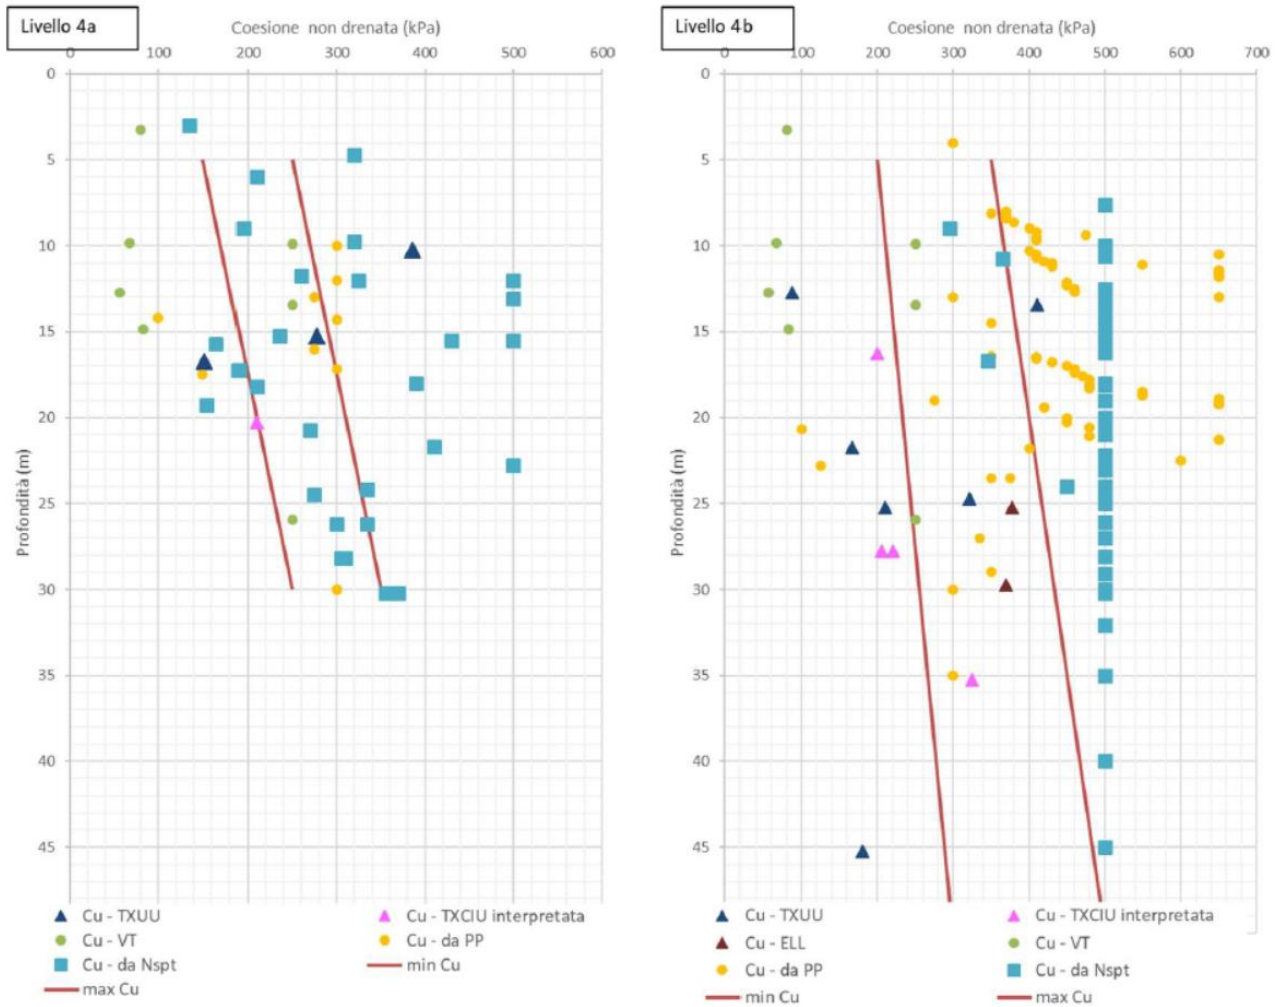 Livello 4a
Coesione non drenata (kPa)
0 100 200 300 400 500 600
0
5
10
15
20
25
30
35
40
45
Profondità (m)
Cu - TXUU
Cu - TXCIU interpretata
Cu - VT
Cu - da PP
Cu - da Nspt
min Cu
max Cu
Livello 4b
Coesione non drenata (kPa)
0 100 200 300 400 500 600 700
0
5
10
15
20
25
30
35
40
45
Profondità (m)
Cu - TXUU
Cu - TXCIU interpretata
Cu - ELL
Cu - VT
Cu - da PP
Cu - da Nspt
min Cu
max Cu